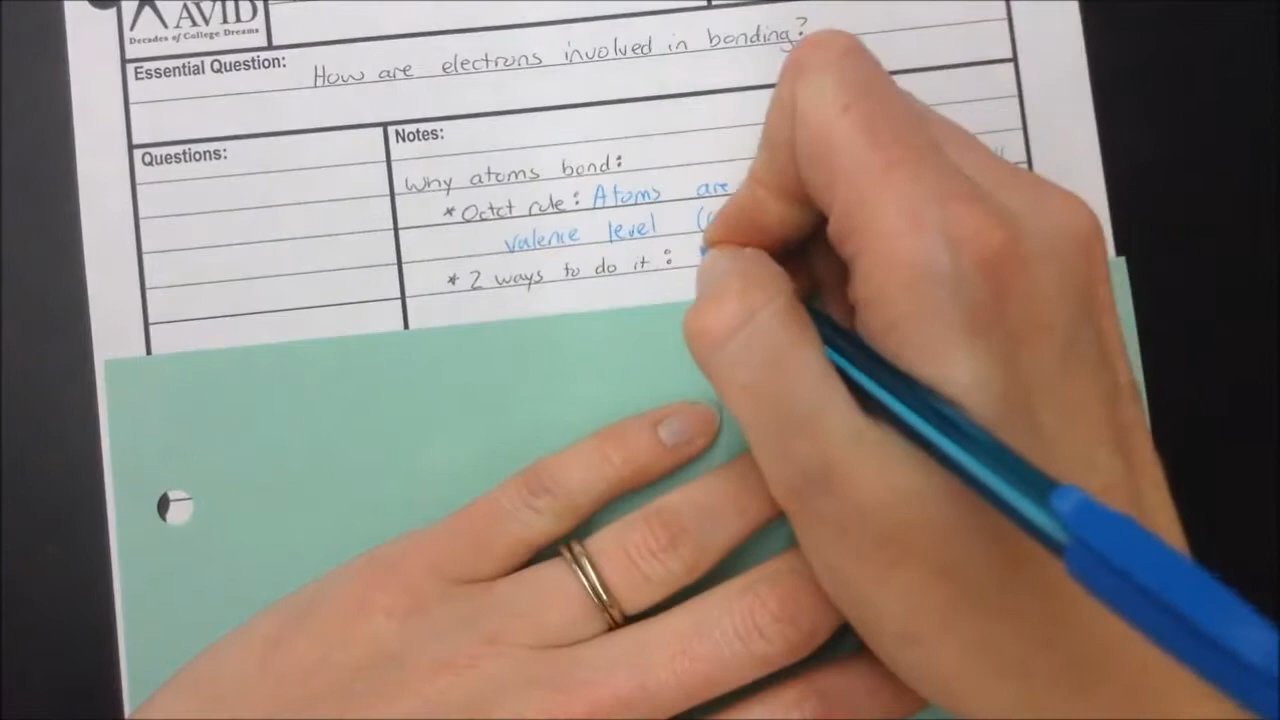 AVID
Decades of College Dreams
Essential Question: How are electrons involved in bonding?
Questions:
Notes:
Why atoms bond:
* Octet rule: Atoms are
valence level
* 2 ways to do it: